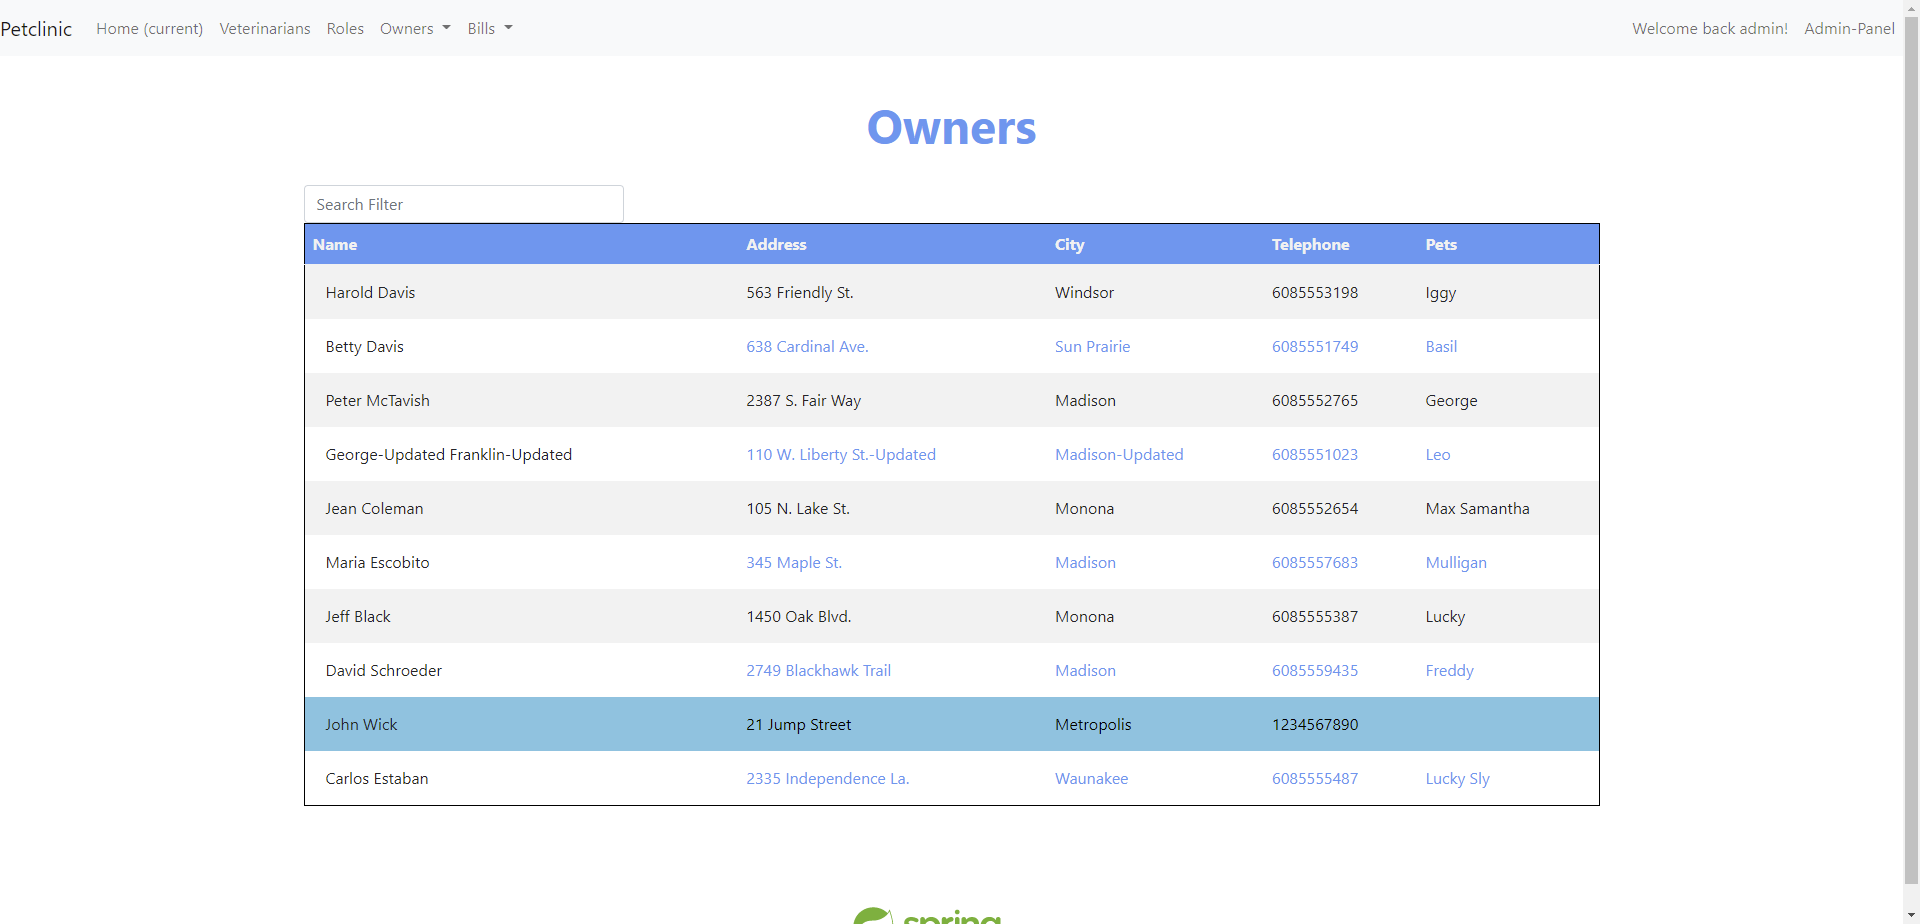 Petclinic Home (current) Veterinarians Roles Owners Bills Welcome back admin! Admin-Panel
Owners
Search Filter
Name Address City Telephone Pets
Harold Davis 563 Friendly St. Windsor 6085553198 Iggy
Betty Davis 638 Cardinal Ave. Sun Prairie 6085551749 Basil
Peter McTavish 2387 S. Fair Way Madison 6085552765 George
George-Updated Franklin-Updated 110 W. Liberty St.-Updated Madison-Updated 6085551023 Leo
Jean Coleman 105 N. Lake St. Monona 6085552654 Max Samantha
Maria Escobito 345 Maple St. Madison 6085557683 Mulligan
Jeff Black 1450 Oak Blvd. Monona 6085555387 Lucky
David Schroeder 2749 Blackhawk Trail Madison 6085559435 Freddy
John Wick 21 Jump Street Metropolis 1234567890
Carlos Estaban 2335 Independence La. Waunakee 6085555487 Lucky Sly
spring